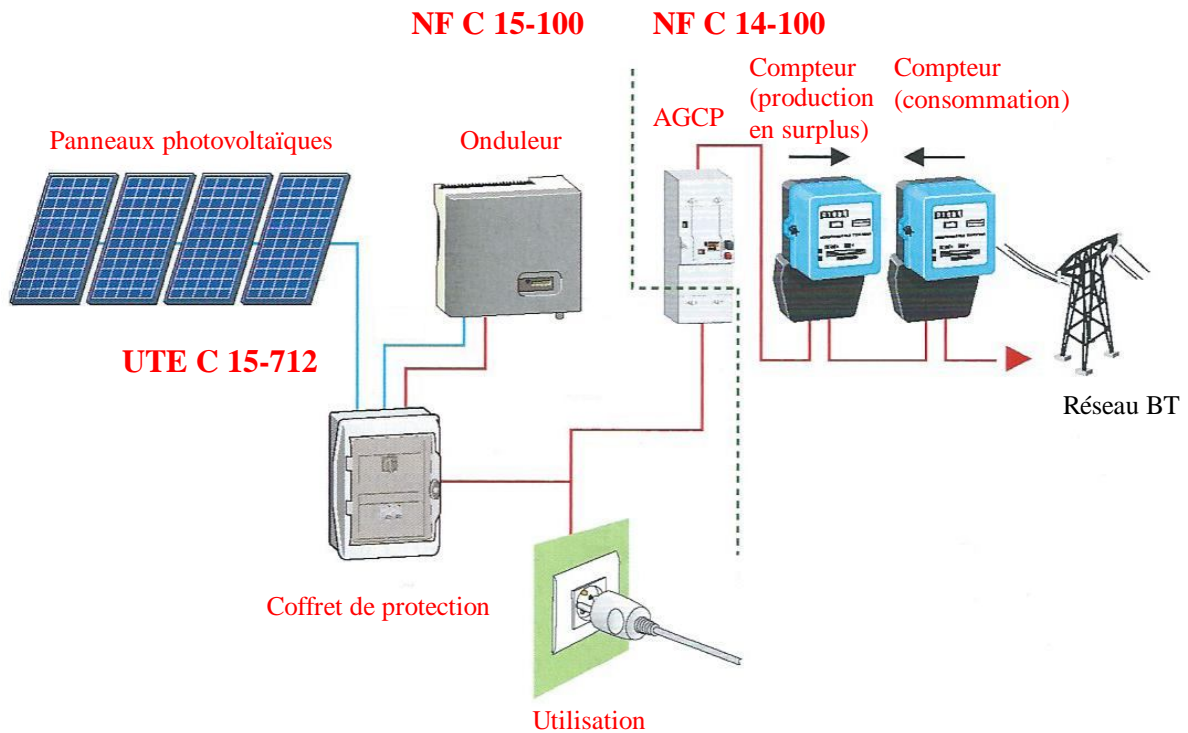 NF C 15-100
NF C 14-100
Compteur
(production
en surplus)
Compteur
(consommation)
AGCP
Panneaux photovoltaïques
Onduleur
UTE C 15-712
Réseau BT
Coffret de protection
Utilisation